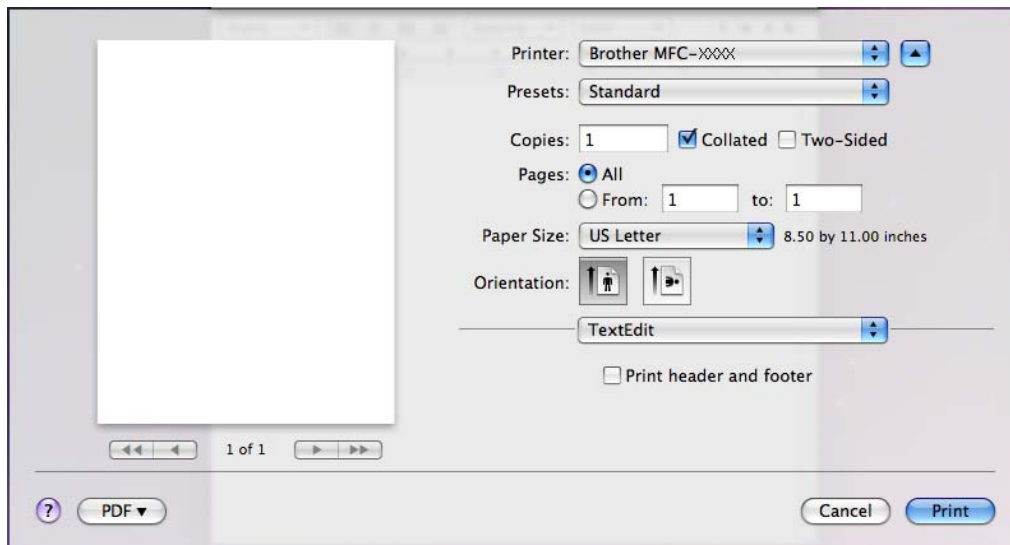 Printer: Brother MFC-XXXX
Presets: Standard
Copies: 1 Collated Two-Sided
Pages: All
From: 1 to: 1
Paper Size: US Letter 8.50 by 11.00 inches
Orientation:
TextEdit
Print header and footer
1 of 1
? PDF Cancel Print